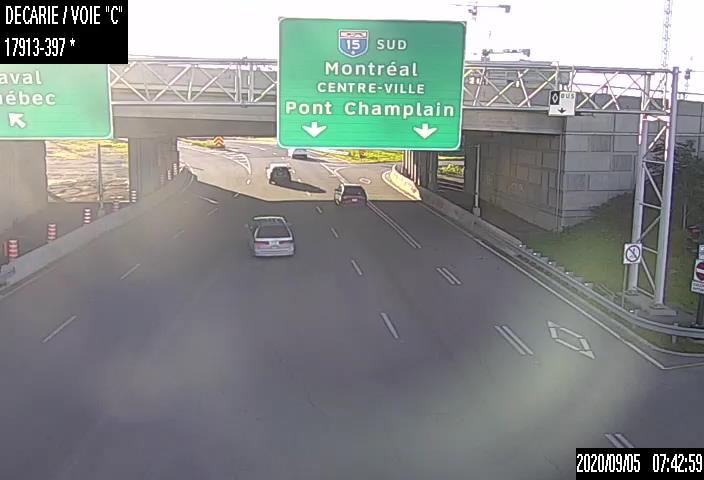 DECARIE / VOIE "C"
17913-397 *
aval
ébec
15 SUD
Montréal
CENTRE-VILLE
Pont Champlain
BUS
2020/09/05 07:42:59